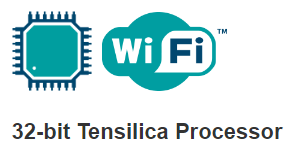 WiFi™
32-bit Tensilica Processor